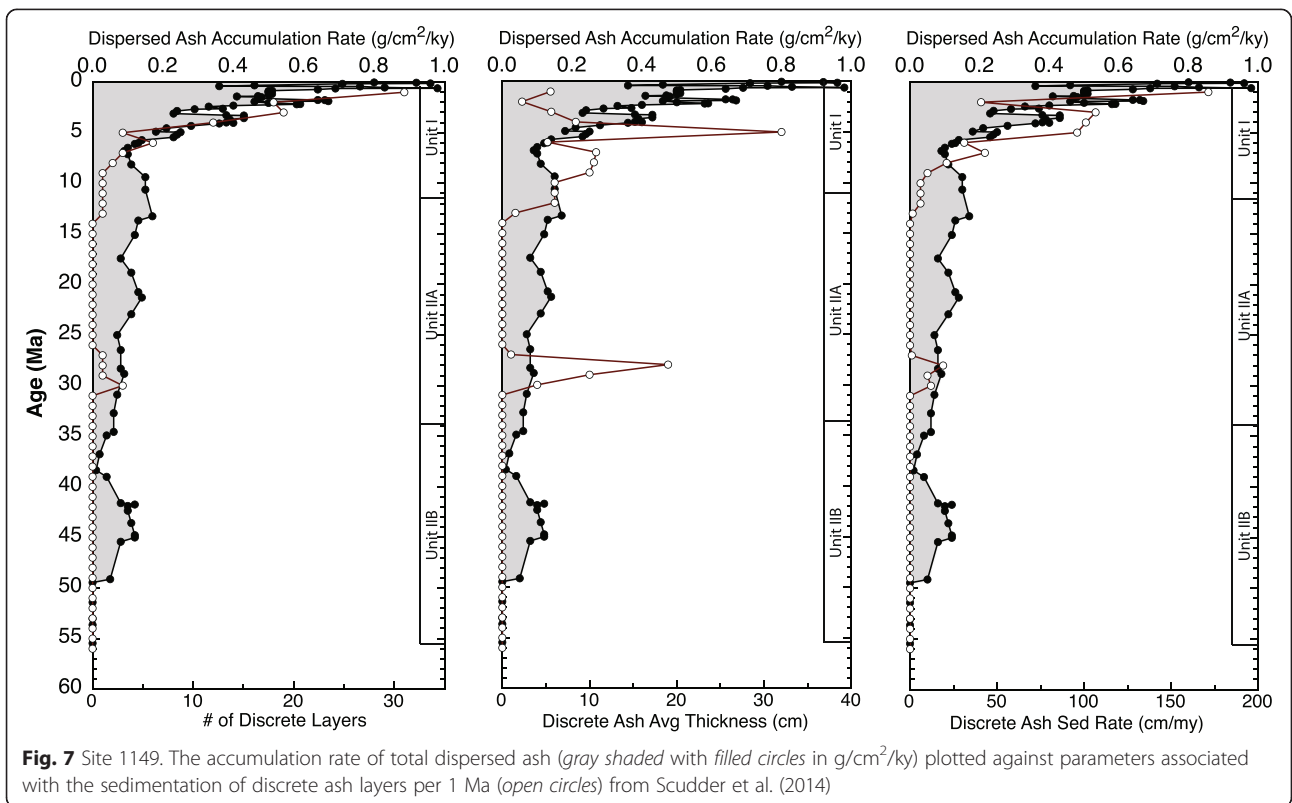 Dispersed Ash Accumulation Rate (g/cm²/ky)
0.0 0.2 0.4 0.6 0.8 1.0
Dispersed Ash Accumulation Rate (g/cm²/ky)
0.0 0.2 0.4 0.6 0.8 1.0
Dispersed Ash Accumulation Rate (g/cm²/ky)
0.0 0.2 0.4 0.6 0.8 1.0
Age (Ma)
0
5
10
15
20
25
30
35
40
45
50
55
60
Unit I
Unit IIA
Unit IIB
Unit I
Unit IIA
Unit IIB
Unit I
Unit IIA
Unit IIB
0 10 20 30
# of Discrete Layers
0 10 20 30 40
Discrete Ash Avg Thickness (cm)
0 50 100 150 200
Discrete Ash Sed Rate (cm/my)
Fig. 7 Site 1149. The accumulation rate of total dispersed ash (gray shaded with filled circles in g/cm²/ky) plotted against parameters associated
with the sedimentation of discrete ash layers per 1 Ma (open circles) from Scudder et al. (2014)